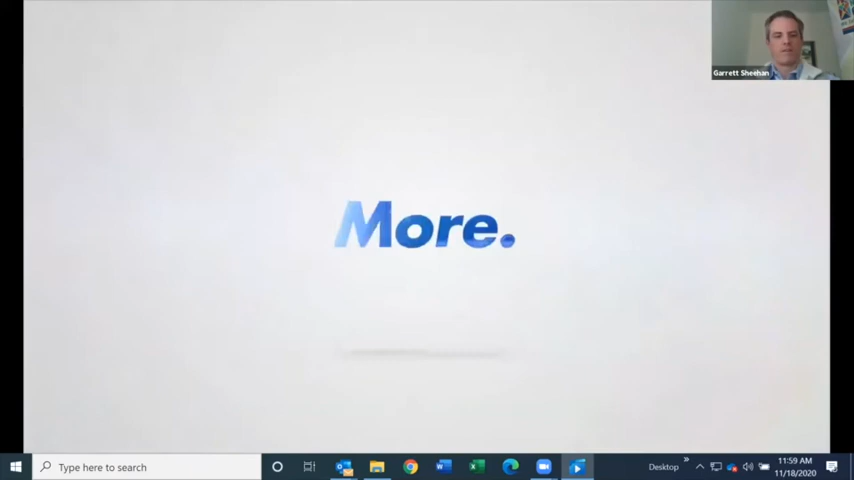 Garrett Sheehan
More.
Type here to search
Desktop
11:59 AM
11/18/2020